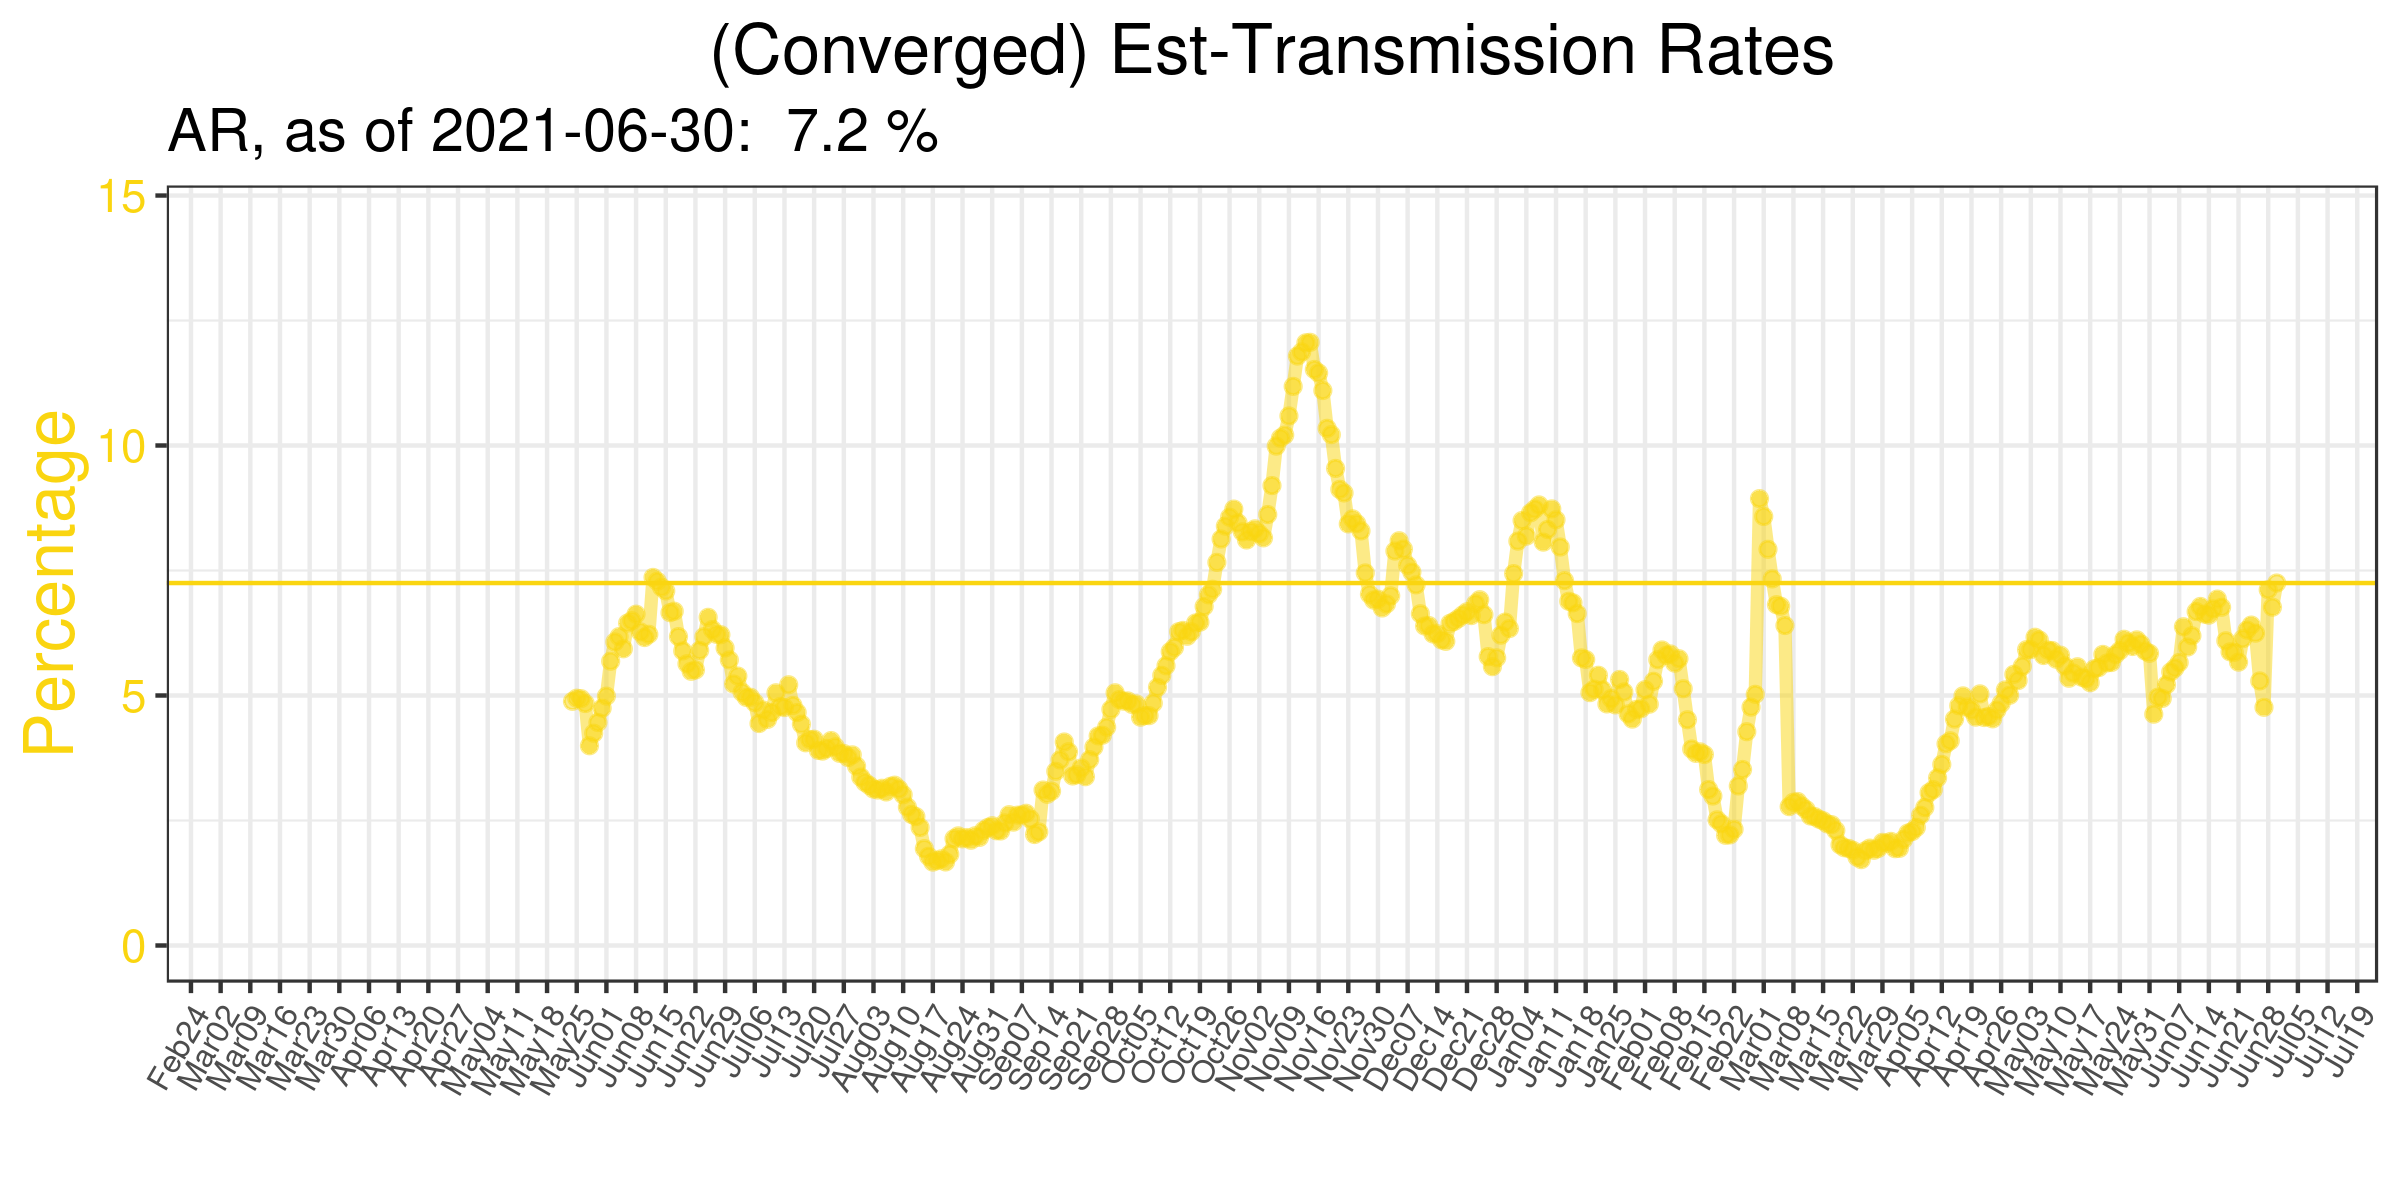 (Converged) Est-Transmission Rates
AR, as of 2021-06-30:  7.2 %
Percentage
15
10
5
0
Feb24 Mar02 Mar09 Mar16 Mar23 Mar30 Apr06 Apr13 Apr20 Apr27 May04 May11 May18 May25 Jun01 Jun08 Jun15 Jun22 Jun29 Jul06 Jul13 Jul20 Jul27 Aug03 Aug10 Aug17 Aug24 Aug31 Sep07 Sep14 Sep21 Sep28 Oct05 Oct12 Oct19 Oct26 Nov02 Nov09 Nov16 Nov23 Nov30 Dec07 Dec14 Dec21 Dec28 Jan04 Jan11 Jan18 Jan25 Feb01 Feb08 Feb15 Feb22 Mar01 Mar08 Mar15 Mar22 Mar29 Apr05 Apr12 Apr19 Apr26 May03 May10 May17 May24 May31 Jun07 Jun14 Jun21 Jun28 Jul05 Jul12 Jul19